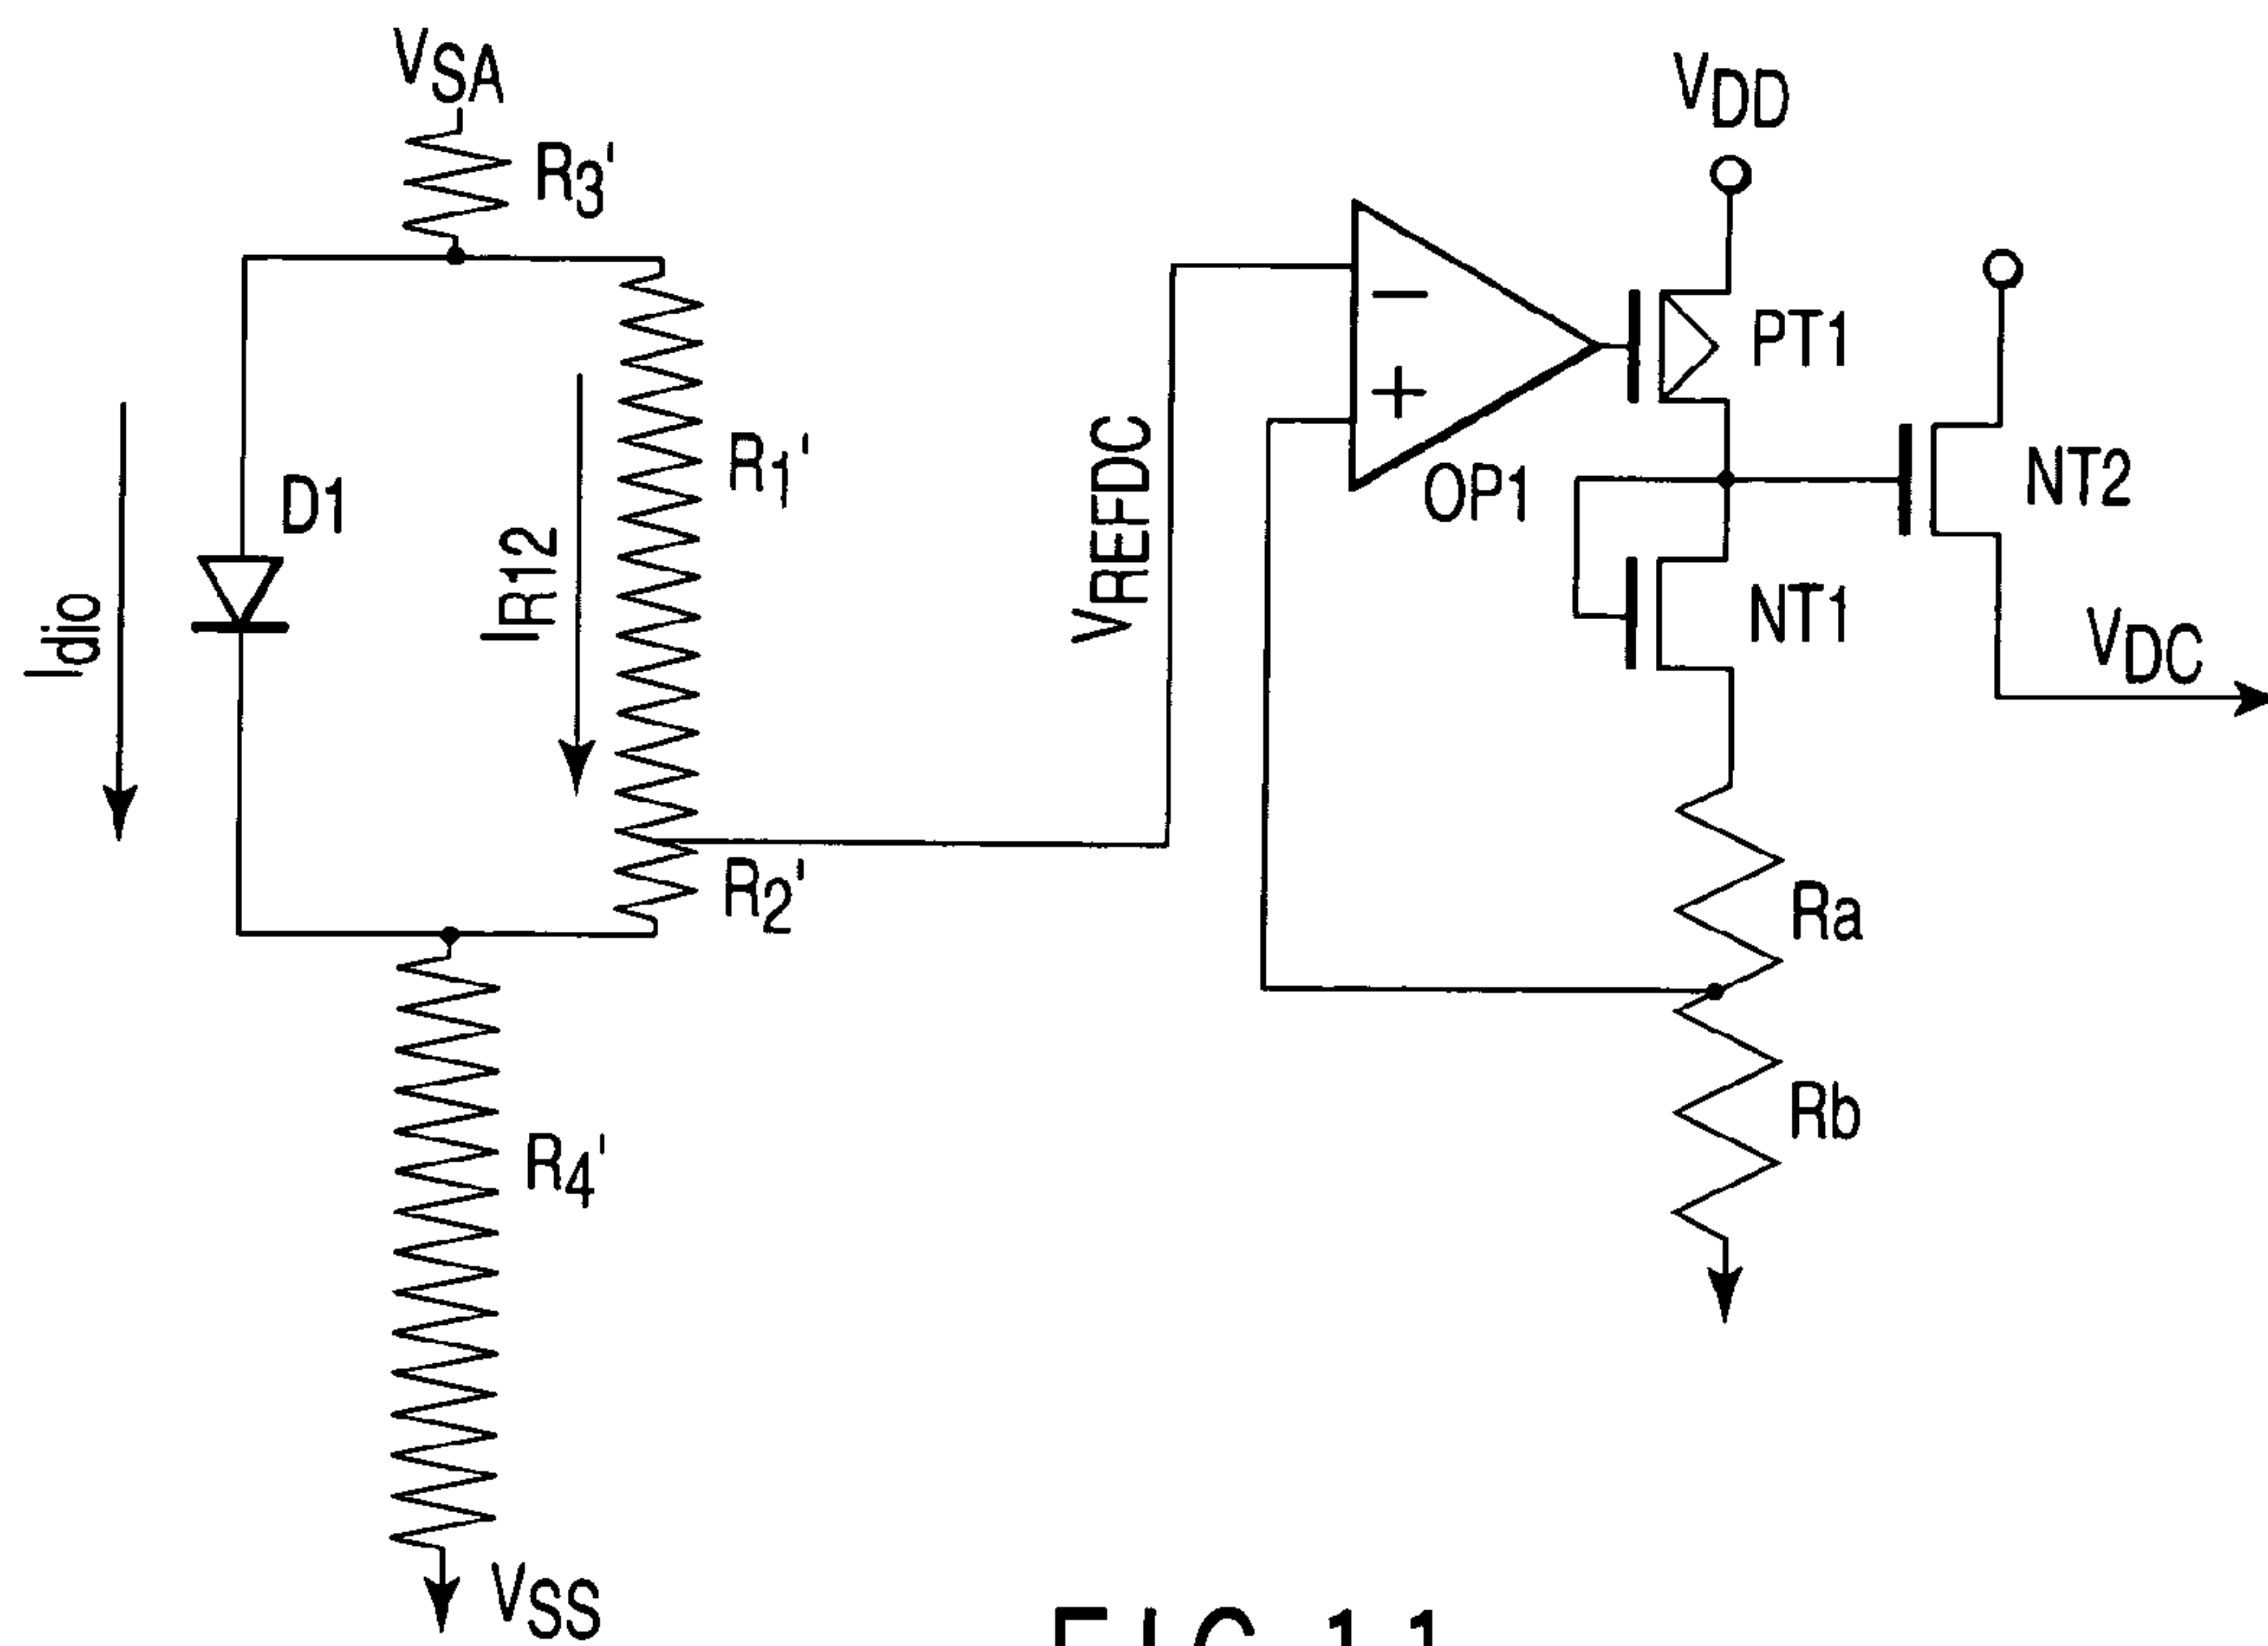 VSA
R3'
VDD
PT1
R1'
D1
OP1
NT2
Idio
IR12
VREFDC
NT1
VDC
R2'
Ra
Rb
R4'
VSS